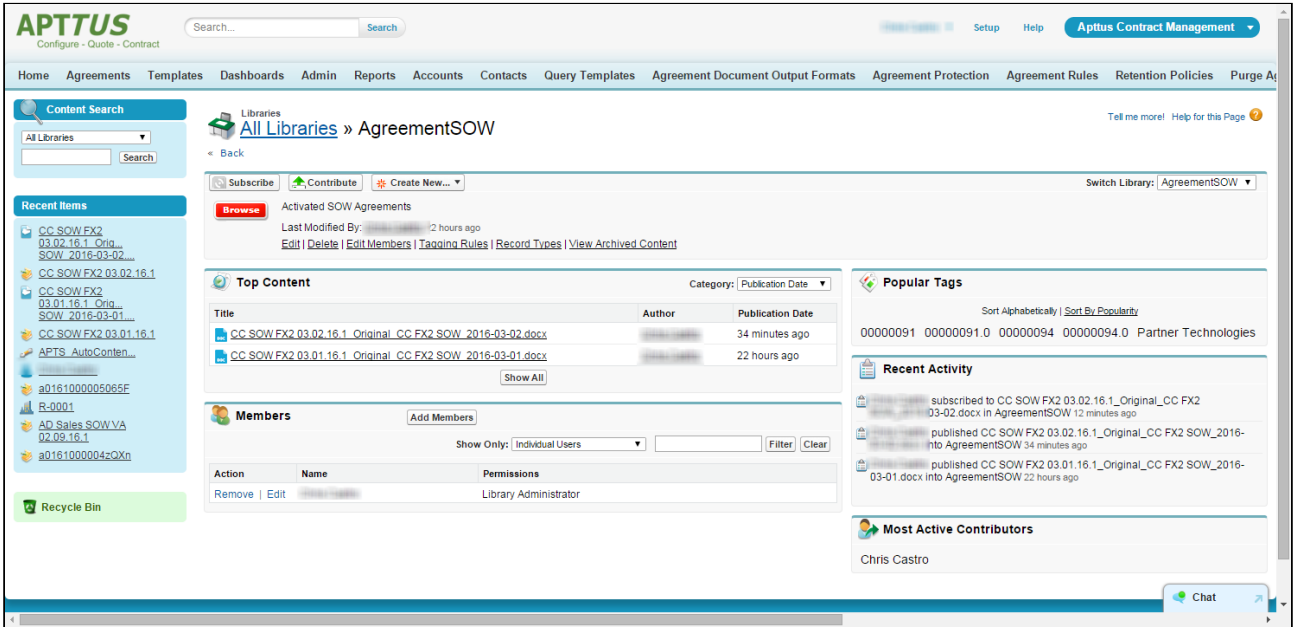 APTTUS
Configure - Quote - Contract
Search...
Search
Setup
Help
Apttus Contract Management
Home Agreements Templates Dashboards Admin Reports Accounts Contacts Query Templates Agreement Document Output Formats Agreement Protection Agreement Rules Retention Policies Purge Ag
Content Search
All Libraries
Search
Recent Items
CC SOW FX2
03.02.16.1_Orig...
SOW_2016-03-02....
CC SOW FX2 03.02.16.1
CC SOW FX2
03.01.16.1_Orig...
SOW_2016-03-01....
CC SOW FX2 03.01.16.1
APTS_AutoConten...
a0161000005065F
R-0001
AD Sales SOW VA
02.09.16.1
a0161000004zQXn
Recycle Bin
Libraries
All Libraries » AgreementSOW
« Back
Tell me more! Help for this Page
Subscribe
Contribute
Create New...
Switch Library: AgreementSOW
Browse
Activated SOW Agreements
Last Modified By: 2 hours ago
Edit | Delete | Edit Members | Tagging Rules | Record Types | View Archived Content
Top Content
Category: Publication Date
Title Author Publication Date
CC SOW FX2 03.02.16.1_Original_CC FX2 SOW_2016-03-02.docx 34 minutes ago
CC SOW FX2 03.01.16.1_Original_CC FX2 SOW_2016-03-01.docx 22 hours ago
Show All
Members
Add Members
Show Only: Individual Users
Filter
Clear
Action Name Permissions
Remove | Edit Library Administrator
Popular Tags
Sort Alphabetically | Sort By Popularity
00000091 00000091.0 00000094 00000094.0 Partner Technologies
Recent Activity
subscribed to CC SOW FX2 03.02.16.1_Original_CC FX2
03-02.docx in AgreementSOW 12 minutes ago
published CC SOW FX2 03.02.16.1_Original_CC FX2 SOW_2016-
nto AgreementSOW 34 minutes ago
published CC SOW FX2 03.01.16.1_Original_CC FX2 SOW_2016-
03-01.docx into AgreementSOW 22 hours ago
Most Active Contributors
Chris Castro
Chat